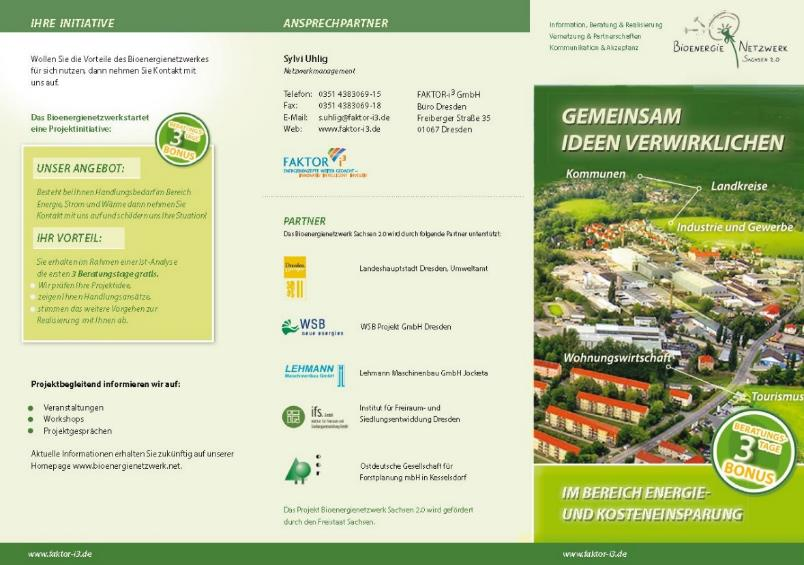 IHRE INITIATIVE
Wollen Sie die Vorteile des Bioenergienetzwerkes
für sich nutzen, dann nehmen Sie Kontakt mit
uns auf.
Das Bioenergienetzwerk startet
eine Projektinitiative:
BERATUNGS-
3 TAGE
BONUS
UNSER ANGEBOT:
Besteht bei Ihnen Handlungsbedarf im Bereich
Energie, Strom und Wärme dann nehmen Sie
Kontakt mit uns auf und schildern uns Ihre Situation!
IHR VORTEIL:
Sie erhalten im Rahmen einer Ist-Analyse
die ersten 3 Beratungstage gratis.
Wir prüfen Ihre Projektidee,
zeigen Ihnen Handlungsansätze,
stimmen das weitere Vorgehen zur
Realisierung mit Ihnen ab.
Projektbegleitend informieren wir auf:
Veranstaltungen
Workshops
Projektgesprächen
Aktuelle Informationen erhalten Sie zukünftig auf unserer
Homepage www.bioenergienetzwerk.net.
www.faktor-i3.de
ANSPRECHPARTNER
Sylvi Uhlig
Netzwerkmanagement
Telefon: 0351 4383069-15
Fax: 0351 4383069-18
E-Mail: s.uhlig@faktor-i3.de
Web: www.faktor-i3.de
FAKTOR-i³ GmbH
Büro Dresden
Freiberger Straße 35
01067 Dresden
FAKTOR i3
ENERGIEKONZEPTE WEITER GEDACHT –
PARTNER
Das Bioenergienetzwerk Sachsen 2.0 wird durch folgende Partner unterstützt:
Dresden.
Landeshauptstadt Dresden, Umweltamt
WSB
neue energien
WSB Projekt GmbH Dresden
LEHMANN
Maschinenbau GmbH
Lehmann Maschinenbau GmbH Jocketa
ifs. GmbH
Institut für Freiraum- und
Siedlungsentwicklung Dresden
Ostdeutsche Gesellschaft für
Forstplanung mbH in Kesselsdorf
Das Projekt Bioenergienetzwerk Sachsen 2.0 wird gefördert
durch den Freistaat Sachsen.
Information, Beratung & Realisierung
Vernetzung & Partnerschaften
Kommunikation & Akzeptanz
BIOENERGIE NETZWERK
SACHSEN 2.0
GEMEINSAM
IDEEN VERWIRKLICHEN
Kommunen
Landkreise
Industrie und Gewerbe
Wohnungswirtschaft
Tourismus
BERATUNGS-
3 TAGE
BONUS
IM BEREICH ENERGIE-
UND KOSTENEINSPARUNG
www.faktor-i3.de